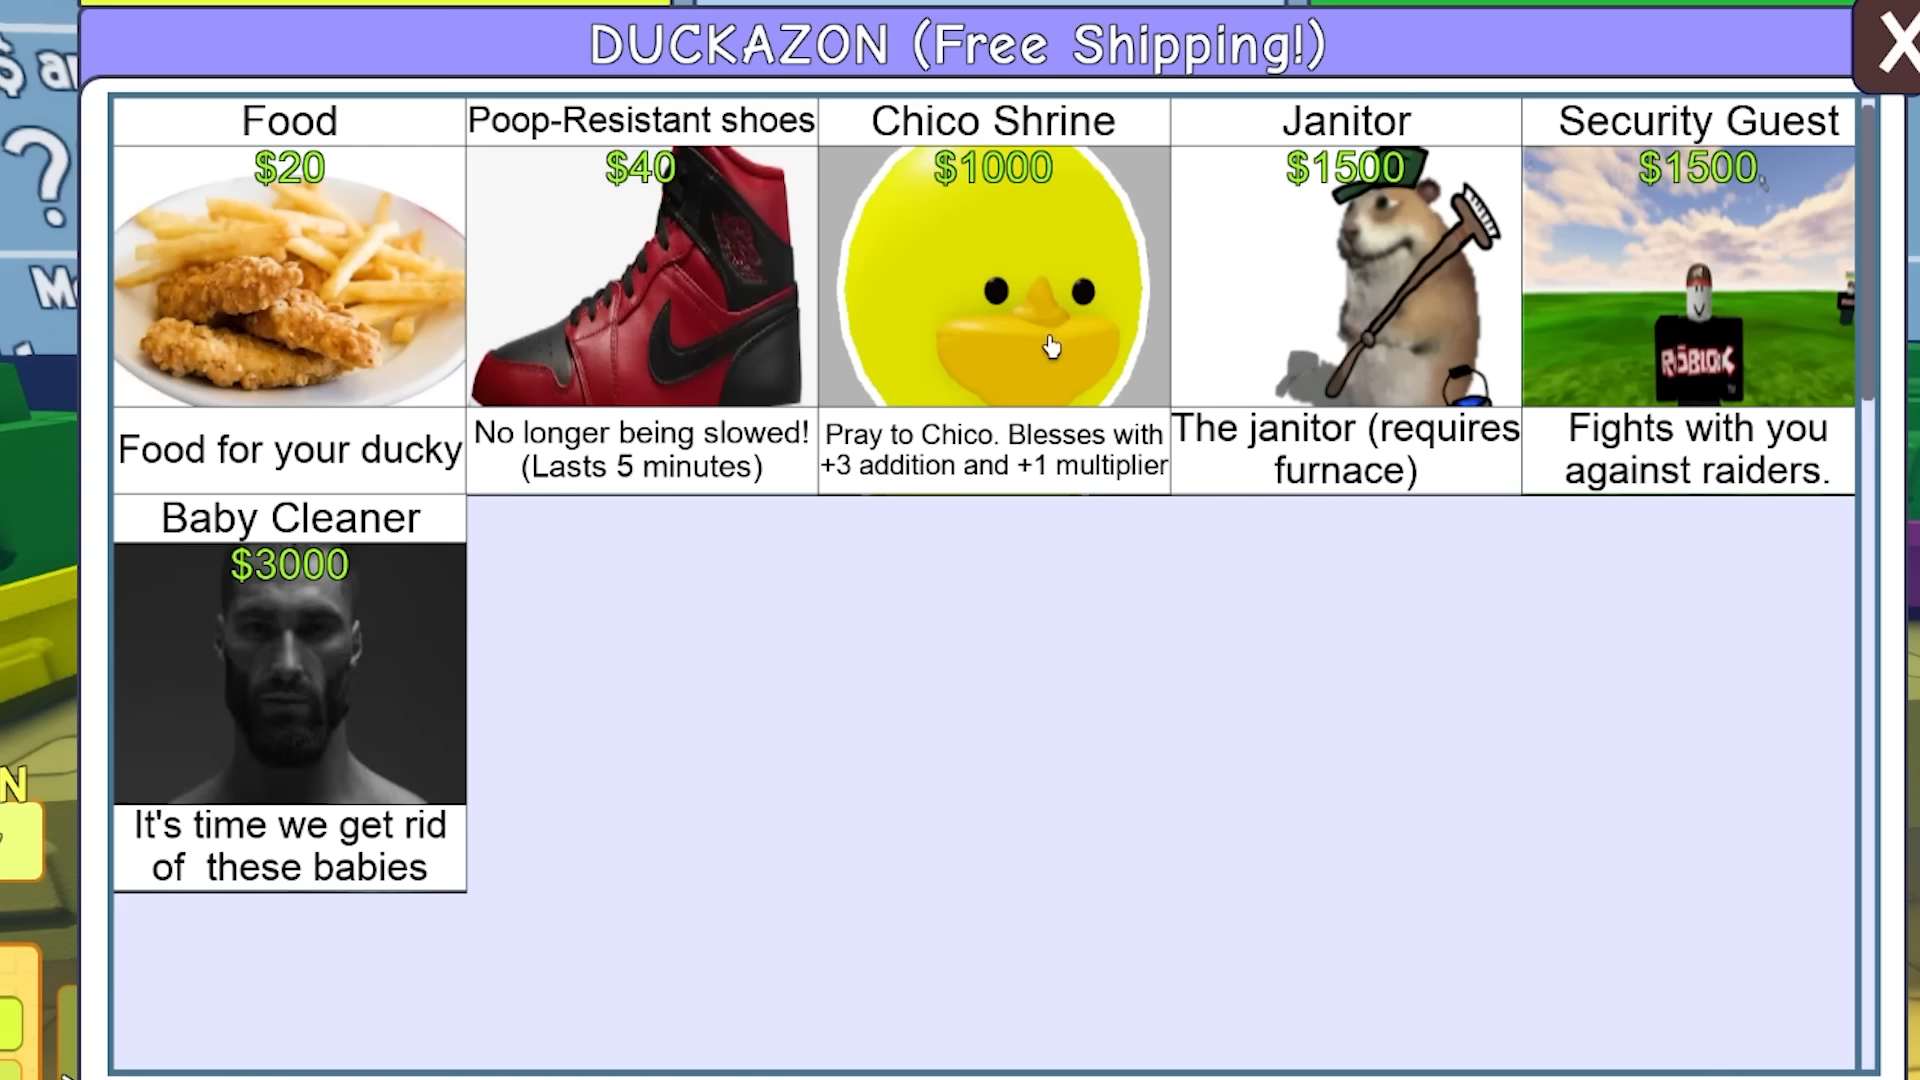 DUCKAZON (Free Shipping!)
X
$ a
?
Food
Poop-Resistant shoes
Chico Shrine
Janitor
Security Guest
$20
$40
$1000
$1500
$1500
ROBLOX
Food for your ducky
No longer being slowed!
(Lasts 5 minutes)
Pray to Chico. Blesses with
+3 addition and +1 multiplier
The janitor (requires
furnace)
Fights with you
against raiders.
Baby Cleaner
$3000
It's time we get rid
of  these babies
N